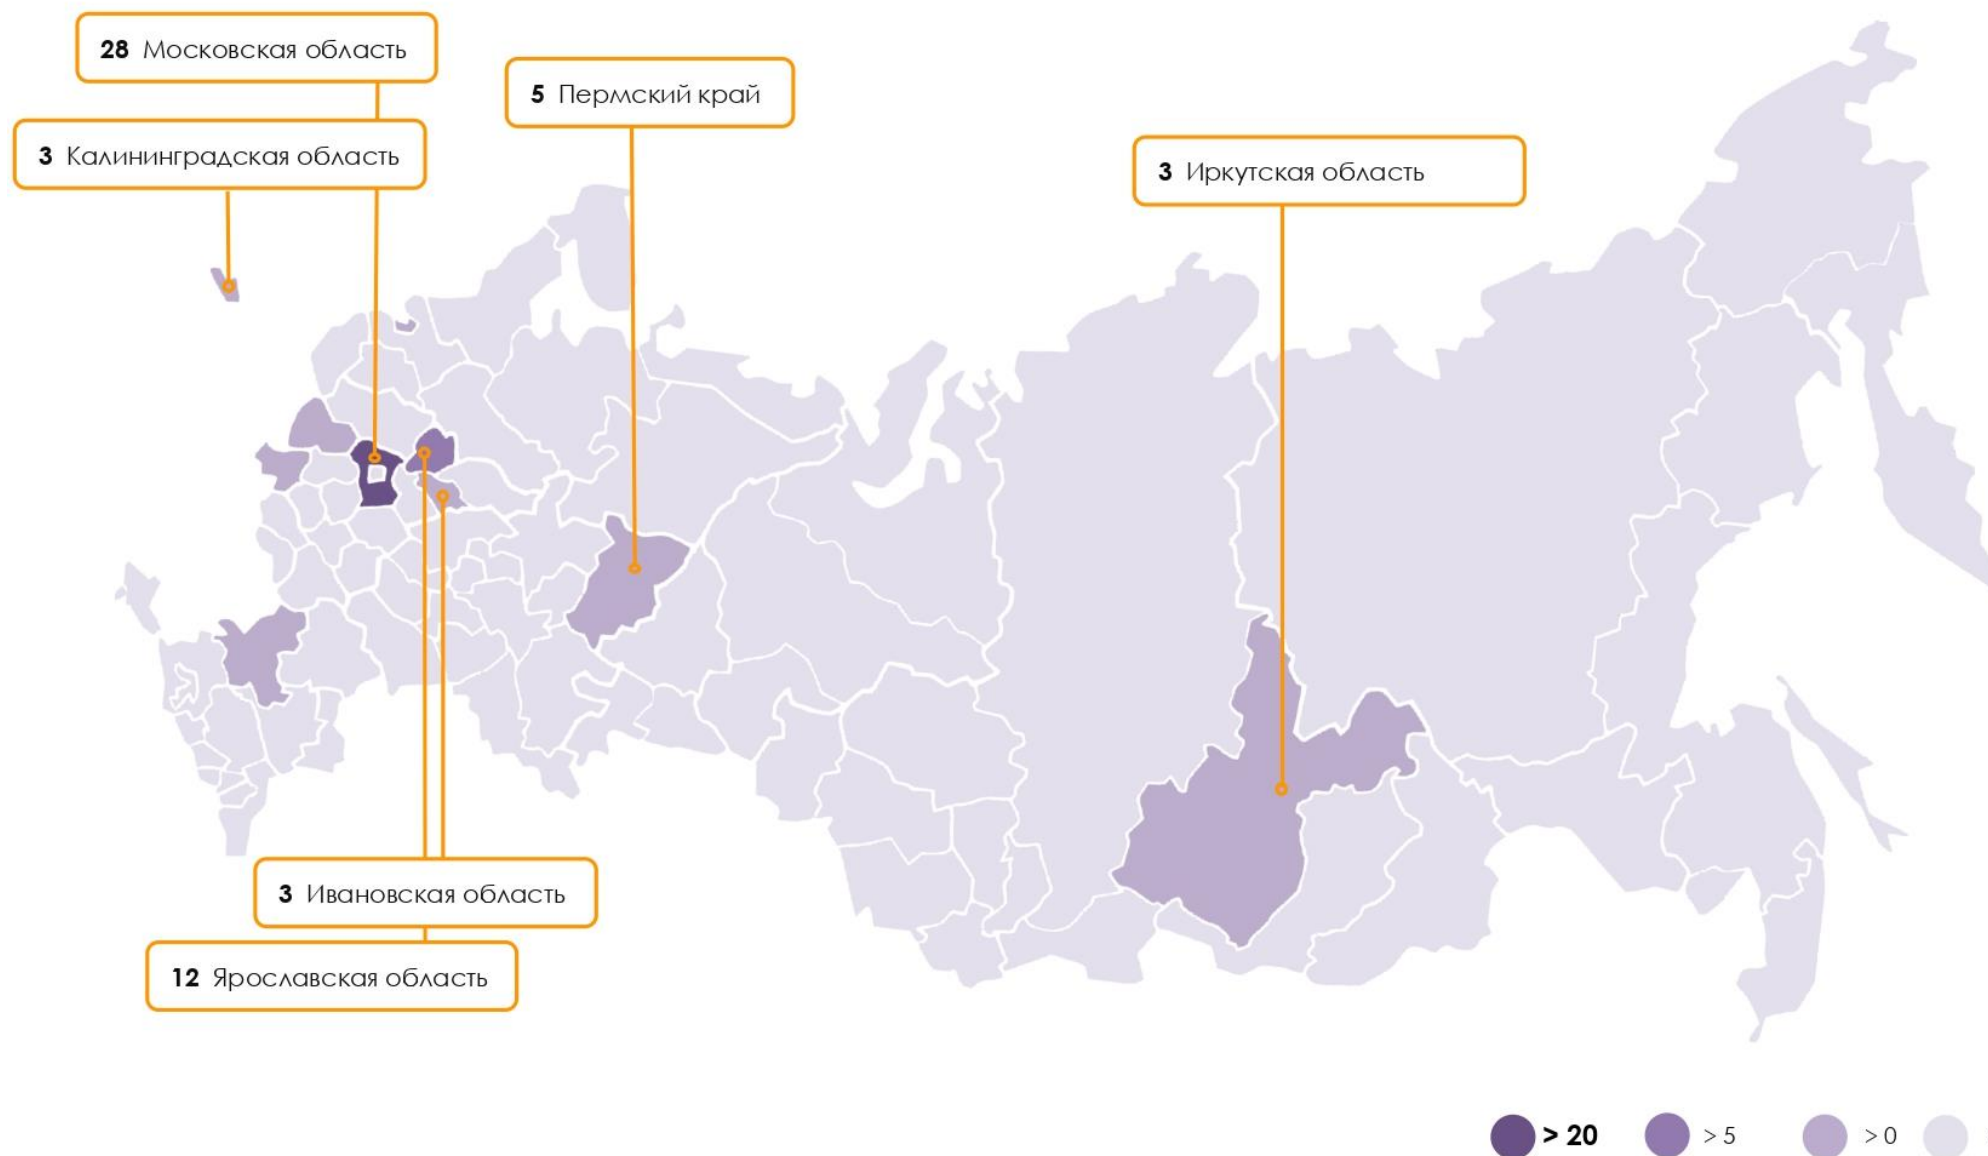 28 Московская область
5 Пермский край
3 Калининградская область
3 Иркутская область
3 Ивановская область
12 Ярославская область
> 20
> 5
> 0